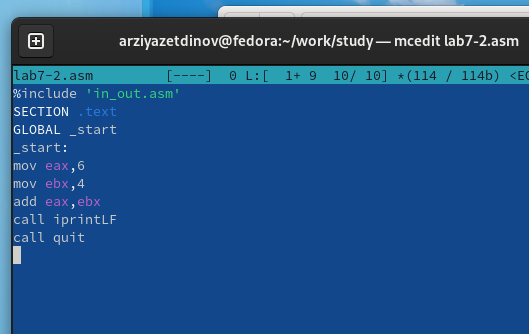 arziyazetdinov@fedora:~/work/study — mcedit lab7-2.asm
lab7-2.asm [----] 0 L:[ 1+ 9 10/ 10] *(114 / 114b) <EO
%include 'in_out.asm'
SECTION .text
GLOBAL _start
_start:
mov eax,6
mov ebx,4
add eax,ebx
call iprintLF
call quit